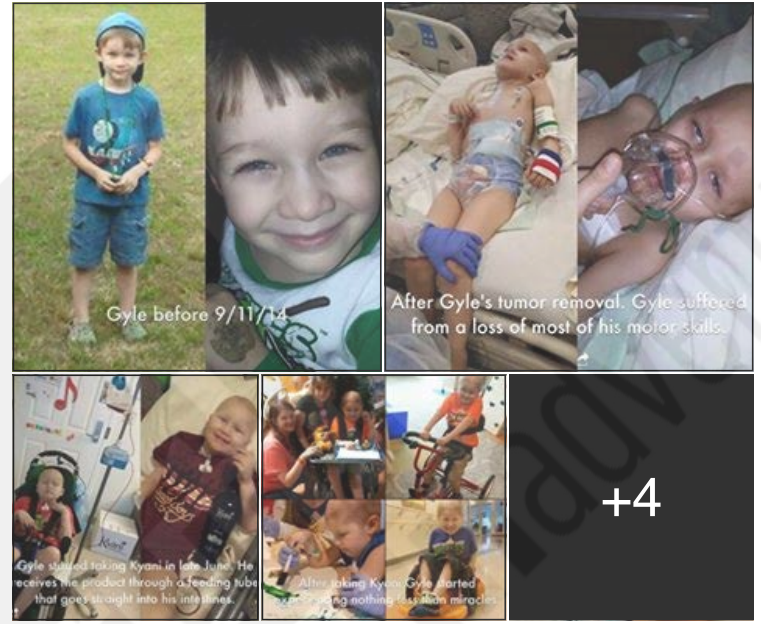 Gyle before 9/11/14
After Gyle's tumor removal. Gyle suffered
from a loss of most of his motor skills.
Gyle started taking Kyani in late June. He
receives the product through a feeding tube
that goes straight into his intestines.
After taking Kyani Gyle started
experiencing nothing less than miracles.
+4